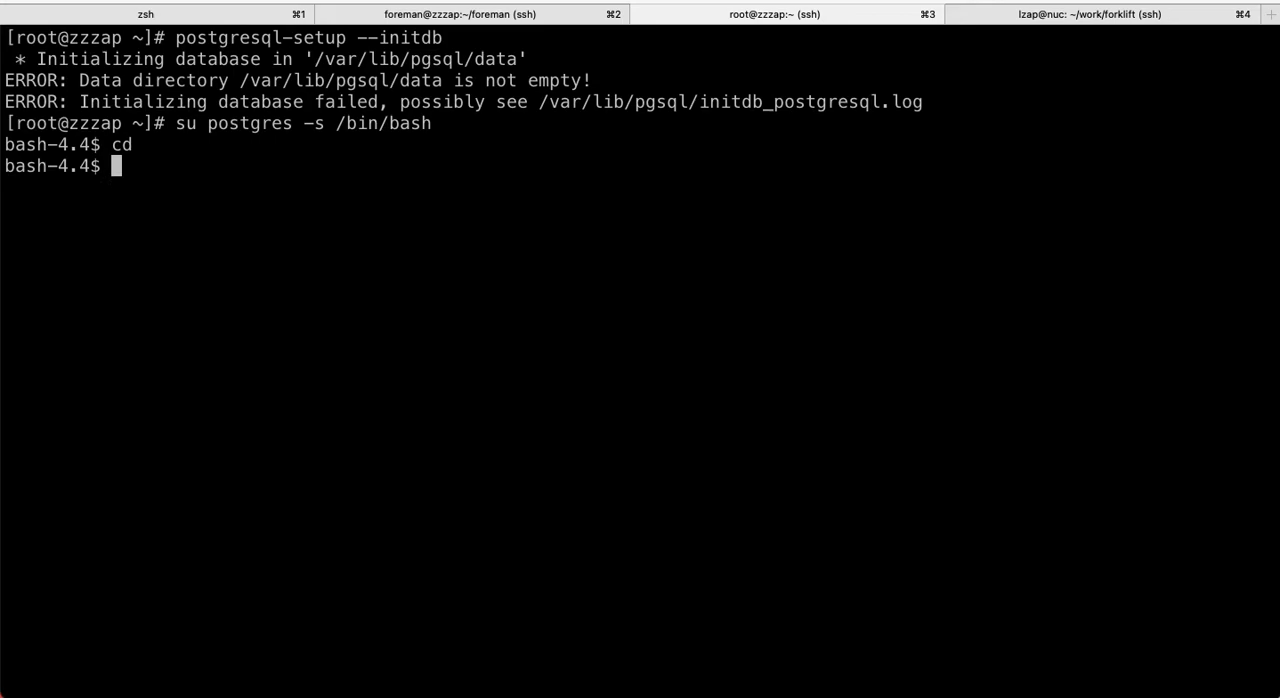 zsh ⌘1 foreman@zzzap:~/foreman (ssh) ⌘2 root@zzzap:~ (ssh) ⌘3 lzap@nuc: ~/work/forklift (ssh) ⌘4 +
[root@zzzap ~]# postgresql-setup --initdb
 * Initializing database in '/var/lib/pgsql/data'
ERROR: Data directory /var/lib/pgsql/data is not empty!
ERROR: Initializing database failed, possibly see /var/lib/pgsql/initdb_postgresql.log
[root@zzzap ~]# su postgres -s /bin/bash
bash-4.4$ cd
bash-4.4$